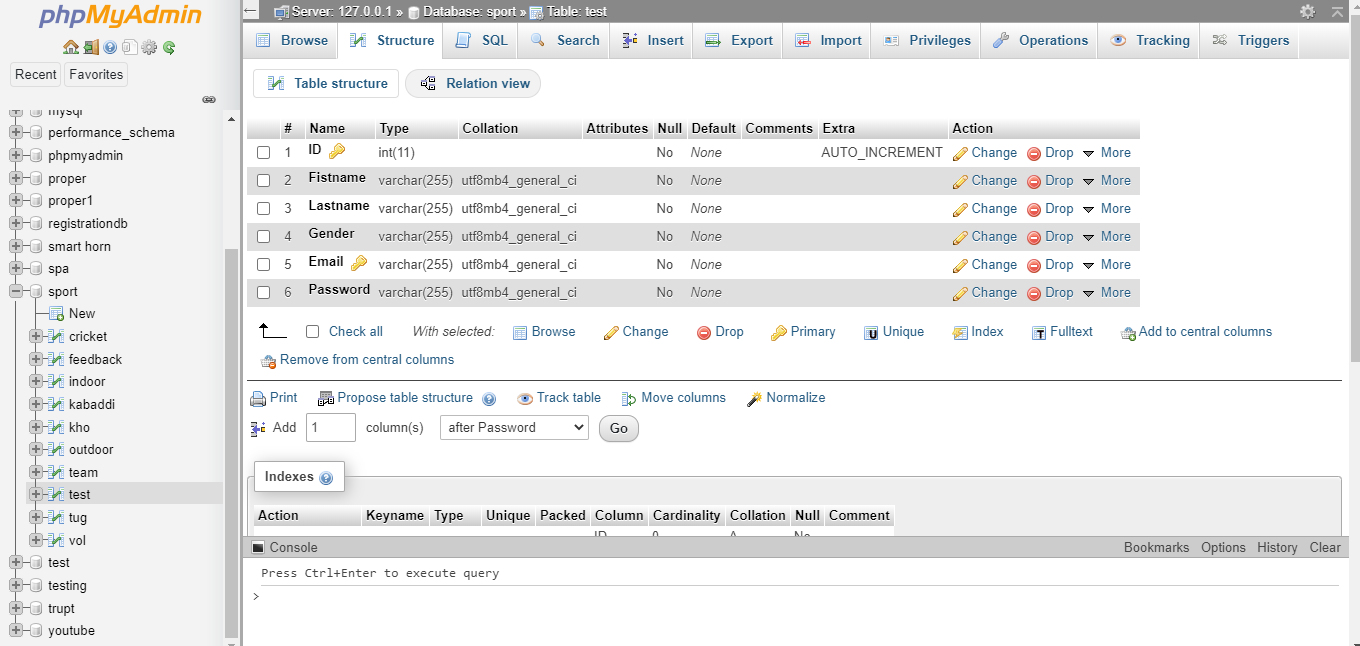 phpMyAdmin
Recent Favorites
mysql
performance_schema
phpmyadmin
proper
proper1
registrationdb
smart horn
spa
sport
New
cricket
feedback
indoor
kabaddi
kho
outdoor
team
test
tug
vol
test
testing
trupt
youtube
Server: 127.0.0.1 » Database: sport » Table: test
Browse Structure SQL Search Insert Export Import Privileges Operations Tracking Triggers
Table structure Relation view
# Name Type Collation Attributes Null Default Comments Extra Action
1 ID int(11) No None AUTO_INCREMENT Change Drop More
2 Fistname varchar(255) utf8mb4_general_ci No None Change Drop More
3 Lastname varchar(255) utf8mb4_general_ci No None Change Drop More
4 Gender varchar(255) utf8mb4_general_ci No None Change Drop More
5 Email varchar(255) utf8mb4_general_ci No None Change Drop More
6 Password varchar(255) utf8mb4_general_ci No None Change Drop More
Check all With selected: Browse Change Drop Primary Unique Index Fulltext Add to central columns
Remove from central columns
Print Propose table structure Track table Move columns Normalize
Add 1 column(s) after Password Go
Indexes
Action Keyname Type Unique Packed Column Cardinality Collation Null Comment
ID 0 A No
Console Bookmarks Options History Clear
Press Ctrl+Enter to execute query
>